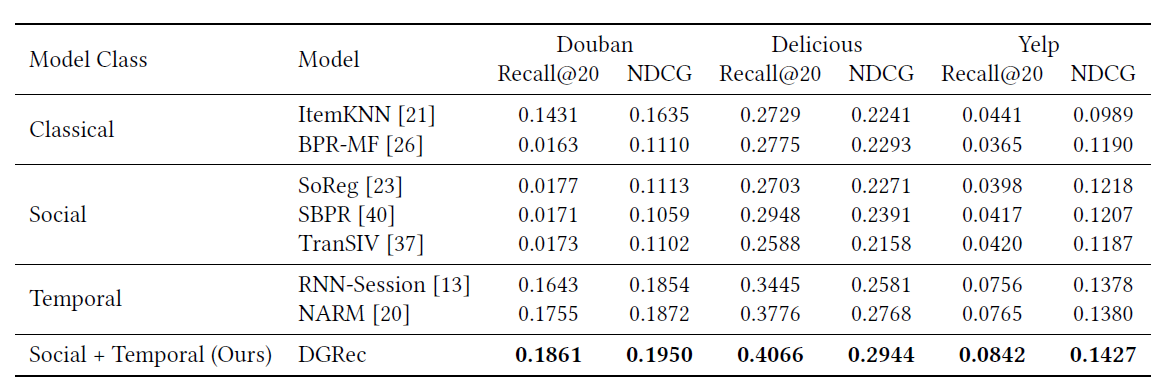 Model Class Model Douban Delicious Yelp
Recall@20 NDCG Recall@20 NDCG Recall@20 NDCG
Classical ItemKNN [21] 0.1431 0.1635 0.2729 0.2241 0.0441 0.0989
BPR-MF [26] 0.0163 0.1110 0.2775 0.2293 0.0365 0.1190
Social SoReg [23] 0.0177 0.1113 0.2703 0.2271 0.0398 0.1218
SBPR [40] 0.0171 0.1059 0.2948 0.2391 0.0417 0.1207
TranSIV [37] 0.0173 0.1102 0.2588 0.2158 0.0420 0.1187
Temporal RNN-Session [13] 0.1643 0.1854 0.3445 0.2581 0.0756 0.1378
NARM [20] 0.1755 0.1872 0.3776 0.2768 0.0765 0.1380
Social + Temporal (Ours) DGRec 0.1861 0.1950 0.4066 0.2944 0.0842 0.1427